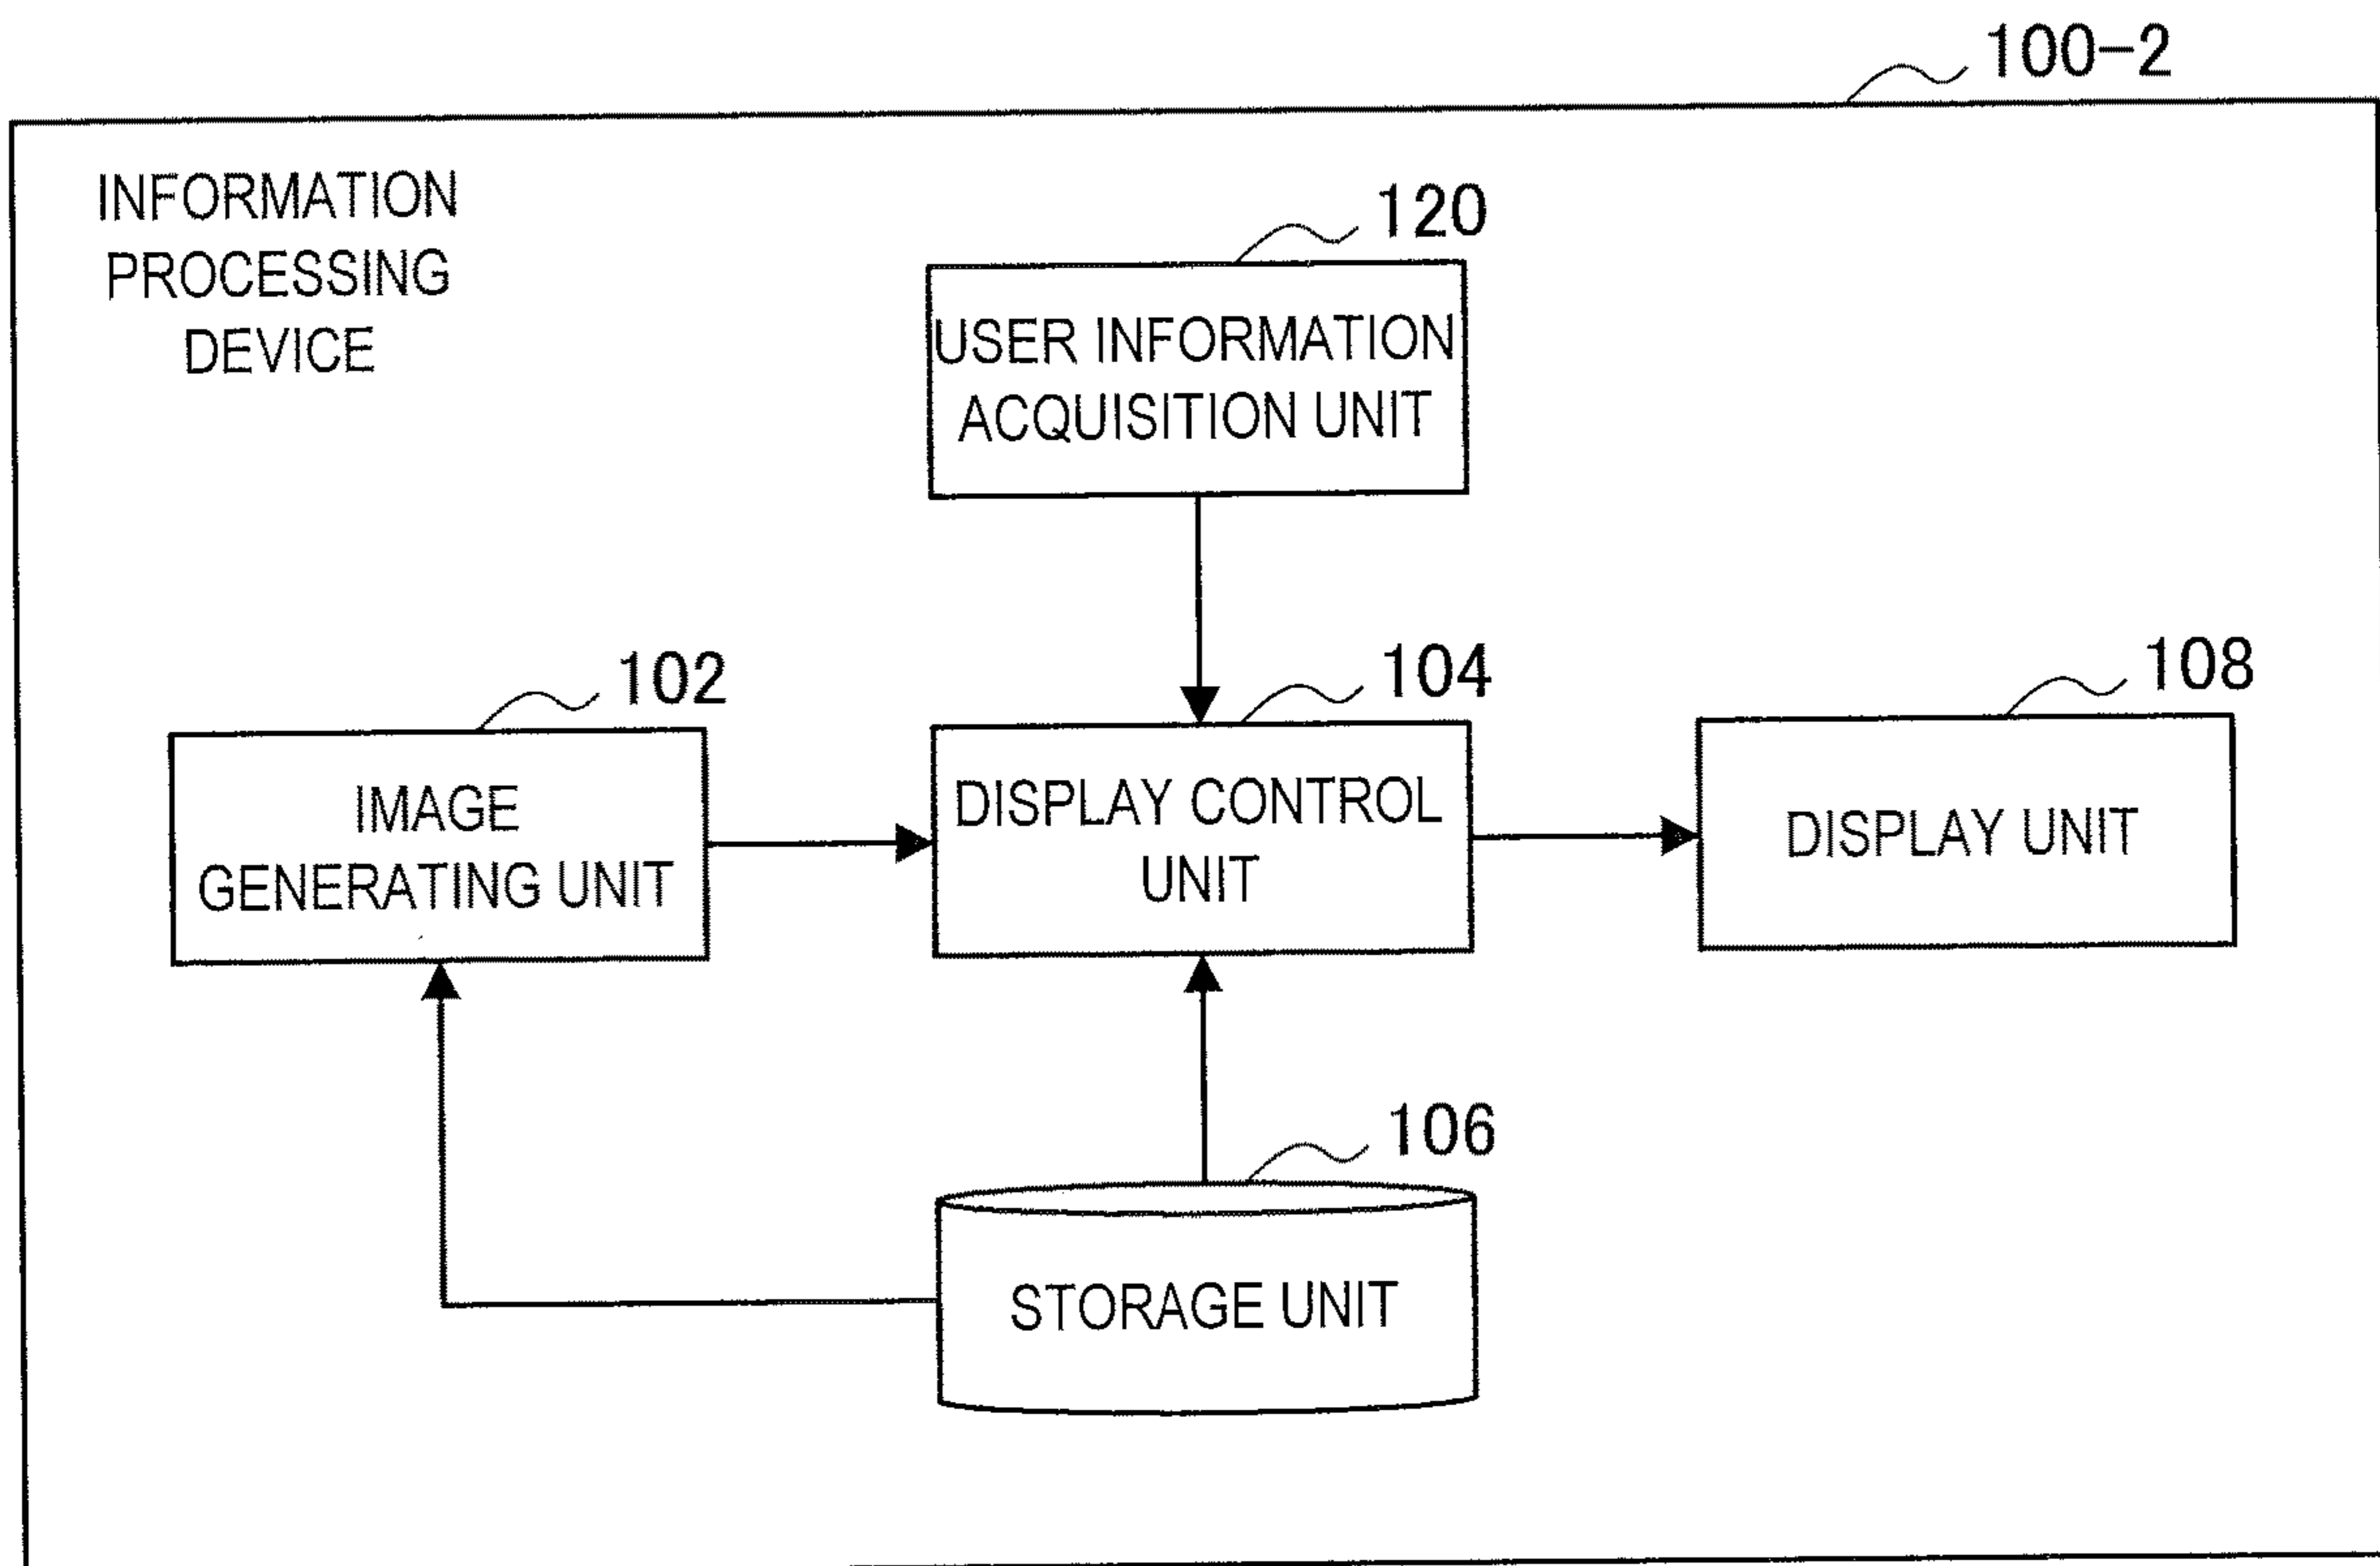 100-2
INFORMATION
PROCESSING
DEVICE
120
USER INFORMATION
ACQUISITION UNIT
102
IMAGE
GENERATING UNIT
104
DISPLAY CONTROL
UNIT
108
DISPLAY UNIT
106
STORAGE UNIT